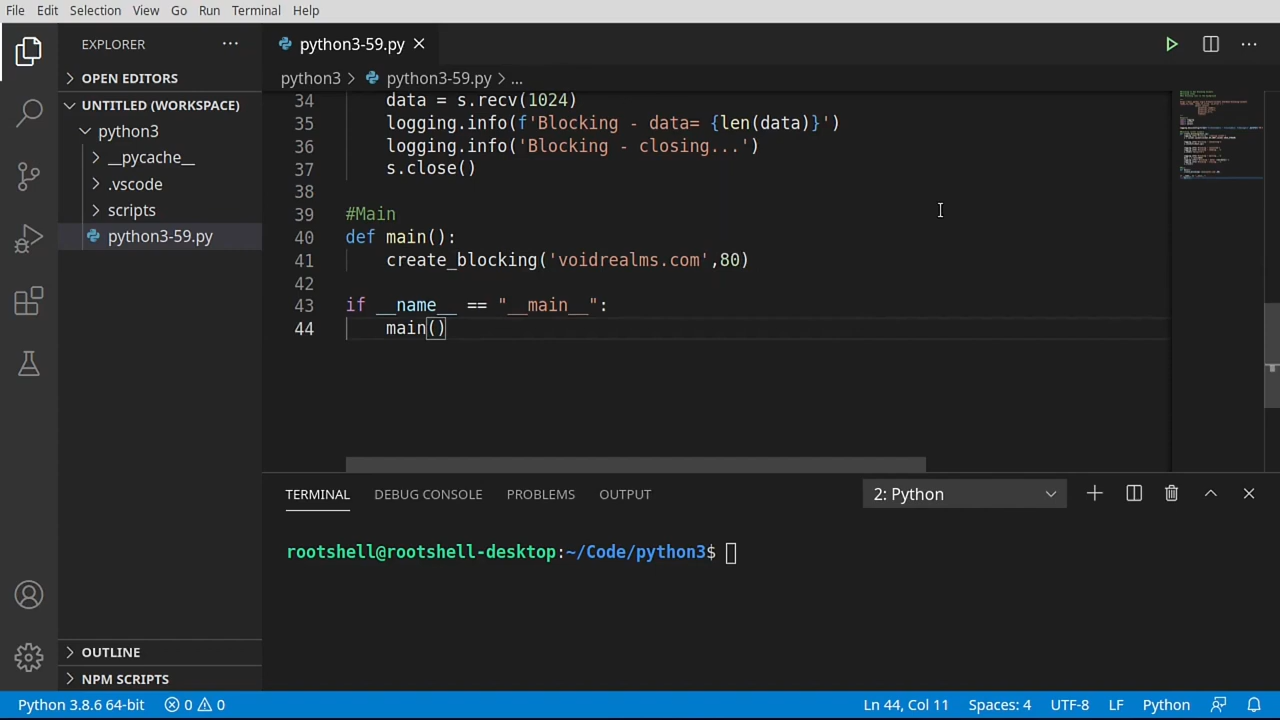 File Edit Selection View Go Run Terminal Help
EXPLORER
OPEN EDITORS
UNTITLED (WORKSPACE)
python3
__pycache__
.vscode
scripts
python3-59.py
OUTLINE
NPM SCRIPTS
python3-59.py
python3 > python3-59.py > ...
34 data = s.recv(1024)
35 logging.info(f'Blocking - data= {len(data)}')
36 logging.info('Blocking - closing...')
37 s.close()
38
39 #Main
40 def main():
41 create_blocking('voidrealms.com',80)
42
43 if __name__ == "__main__":
44 main()
TERMINAL DEBUG CONSOLE PROBLEMS OUTPUT 2: Python
rootshell@rootshell-desktop:~/Code/python3$
Python 3.8.6 64-bit 0 0 Ln 44, Col 11 Spaces: 4 UTF-8 LF Python